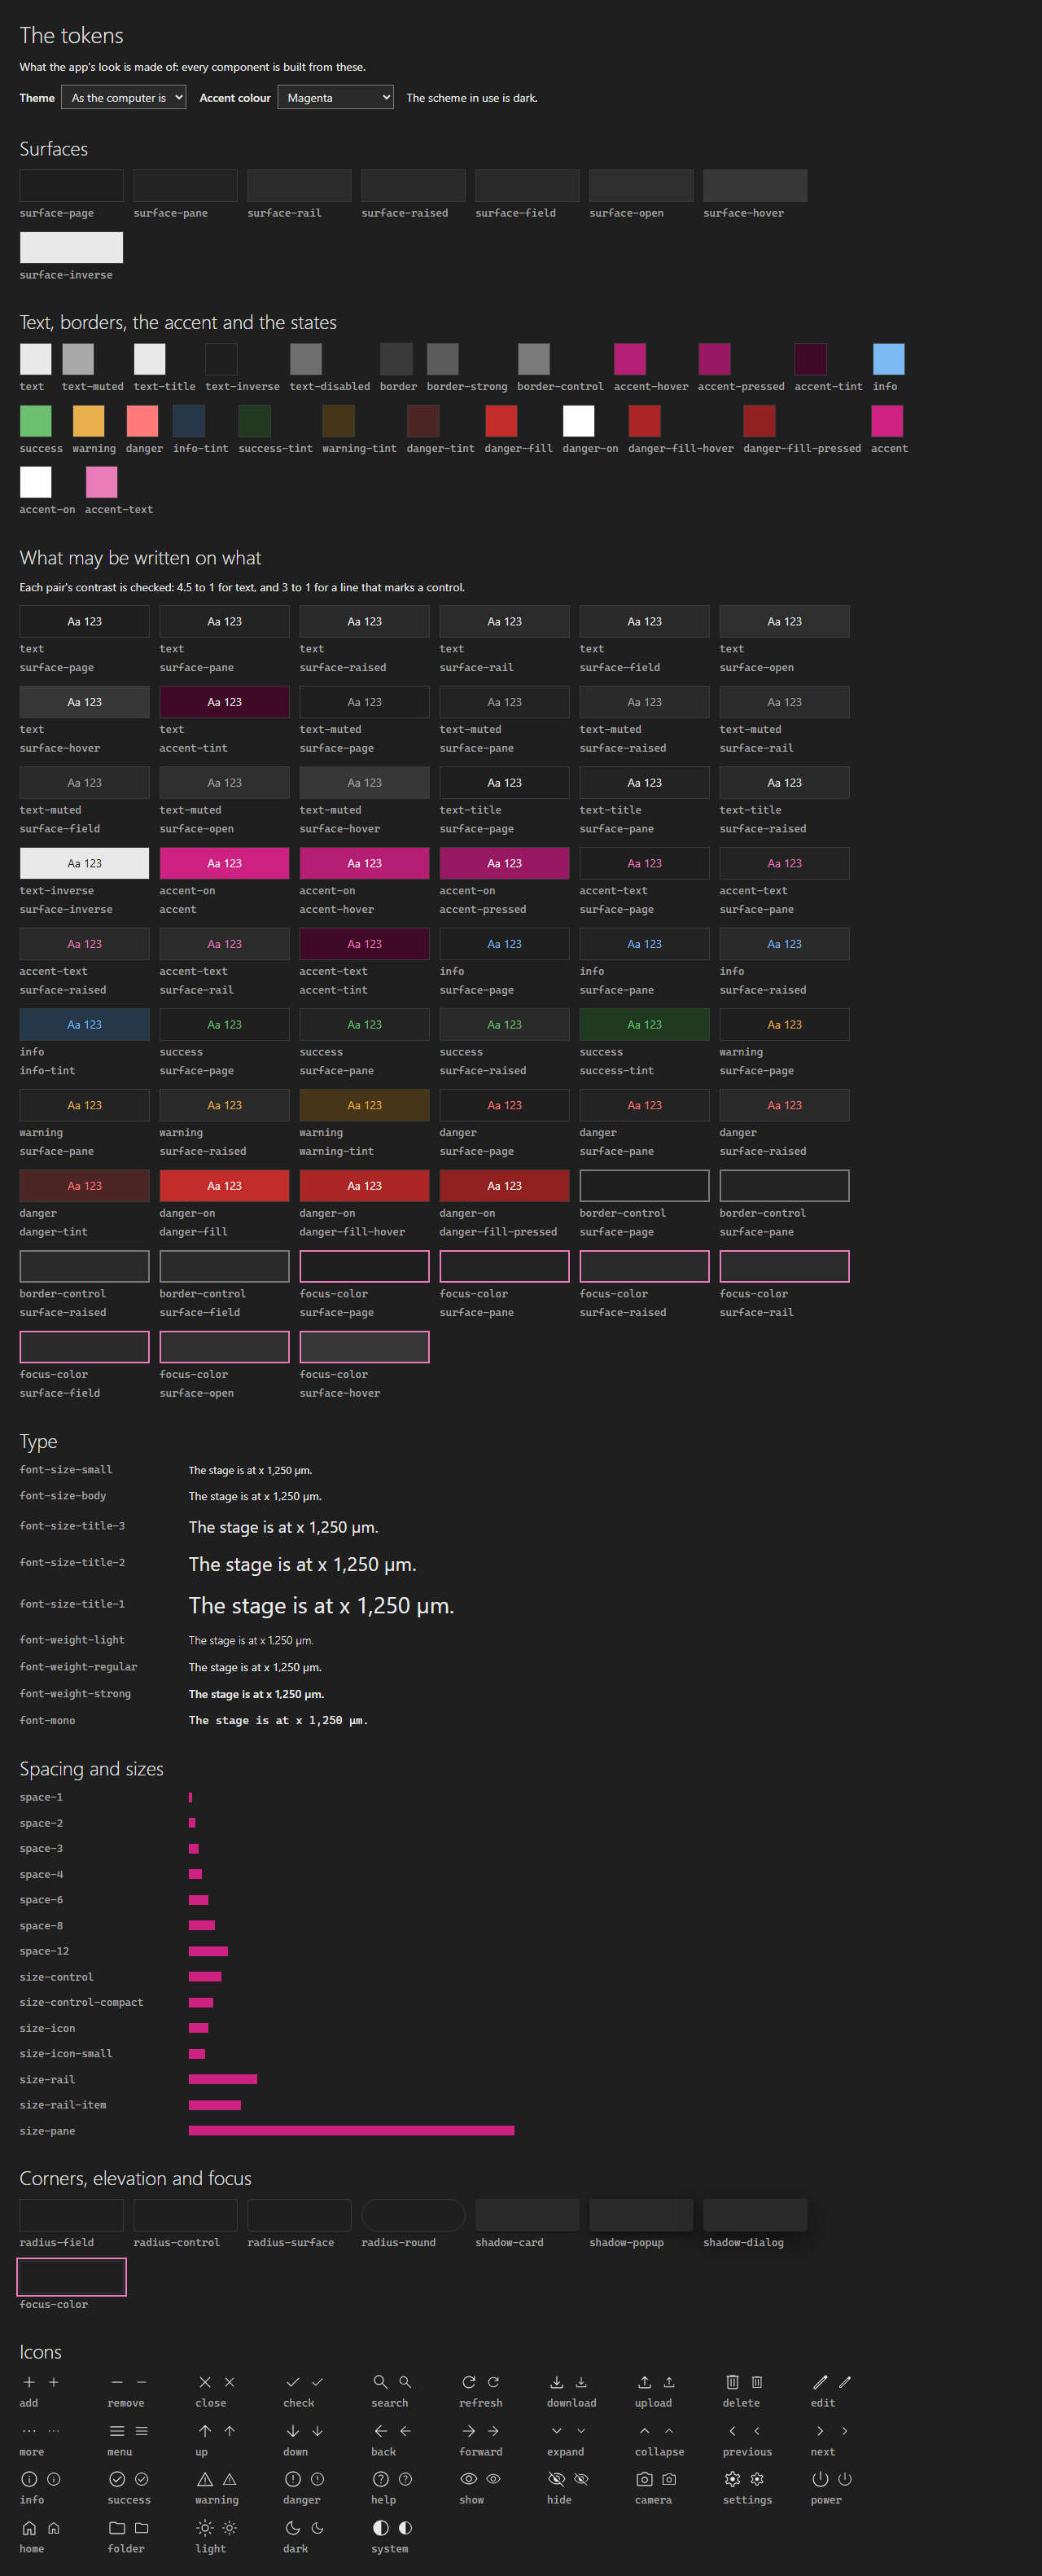 The tokens
What the app's look is made of: every component is built from these.
Theme As the computer is Accent colour Magenta The scheme in use is dark.
Surfaces
surface-page surface-pane surface-rail surface-raised surface-field surface-open surface-hover
surface-inverse
Text, borders, the accent and the states
text text-muted text-title text-inverse text-disabled border border-strong border-control accent-hover accent-pressed accent-tint info
success warning danger info-tint success-tint warning-tint danger-tint danger-fill danger-on danger-fill-hover danger-fill-pressed accent
accent-on accent-text
What may be written on what
Each pair's contrast is checked: 4.5 to 1 for text, and 3 to 1 for a line that marks a control.
Aa 123 Aa 123 Aa 123 Aa 123 Aa 123 Aa 123
text text text text text text
surface-page surface-pane surface-raised surface-rail surface-field surface-open
Aa 123 Aa 123 Aa 123 Aa 123 Aa 123 Aa 123
text text text-muted text-muted text-muted text-muted
surface-hover accent-tint surface-page surface-pane surface-raised surface-rail
Aa 123 Aa 123 Aa 123 Aa 123 Aa 123 Aa 123
text-muted text-muted text-muted text-title text-title text-title
surface-field surface-open surface-hover surface-page surface-pane surface-raised
Aa 123 Aa 123 Aa 123 Aa 123 Aa 123 Aa 123
text-inverse accent-on accent-on accent-on accent-text accent-text
surface-inverse accent accent-hover accent-pressed surface-page surface-pane
Aa 123 Aa 123 Aa 123 Aa 123 Aa 123 Aa 123
accent-text accent-text accent-text info info info
surface-raised surface-rail accent-tint surface-page surface-pane surface-raised
Aa 123 Aa 123 Aa 123 Aa 123 Aa 123 Aa 123
info success success success success warning
info-tint surface-page surface-pane surface-raised success-tint surface-page
Aa 123 Aa 123 Aa 123 Aa 123 Aa 123 Aa 123
warning warning warning danger danger danger
surface-pane surface-raised warning-tint surface-page surface-pane surface-raised
Aa 123 Aa 123 Aa 123 Aa 123
danger danger-on danger-on danger-on border-control border-control
danger-tint danger-fill danger-fill-hover danger-fill-pressed surface-page surface-pane
border-control border-control focus-color focus-color focus-color focus-color
surface-raised surface-field surface-page surface-pane surface-raised surface-rail
focus-color focus-color focus-color
surface-field surface-open surface-hover
Type
font-size-small The stage is at x 1,250 µm.
font-size-body The stage is at x 1,250 µm.
font-size-title-3 The stage is at x 1,250 µm.
font-size-title-2 The stage is at x 1,250 µm.
font-size-title-1 The stage is at x 1,250 µm.
font-weight-light The stage is at x 1,250 µm.
font-weight-regular The stage is at x 1,250 µm.
font-weight-strong The stage is at x 1,250 µm.
font-mono The stage is at x 1,250 µm.
Spacing and sizes
space-1
space-2
space-3
space-4
space-6
space-8
space-12
size-control
size-control-compact
size-icon
size-icon-small
size-rail
size-rail-item
size-pane
Corners, elevation and focus
radius-field radius-control radius-surface radius-round shadow-card shadow-popup shadow-dialog
focus-color
Icons
add remove close check search refresh download upload delete edit
more menu up down back forward expand collapse previous next
info success warning danger help show hide camera settings power
home folder light dark system